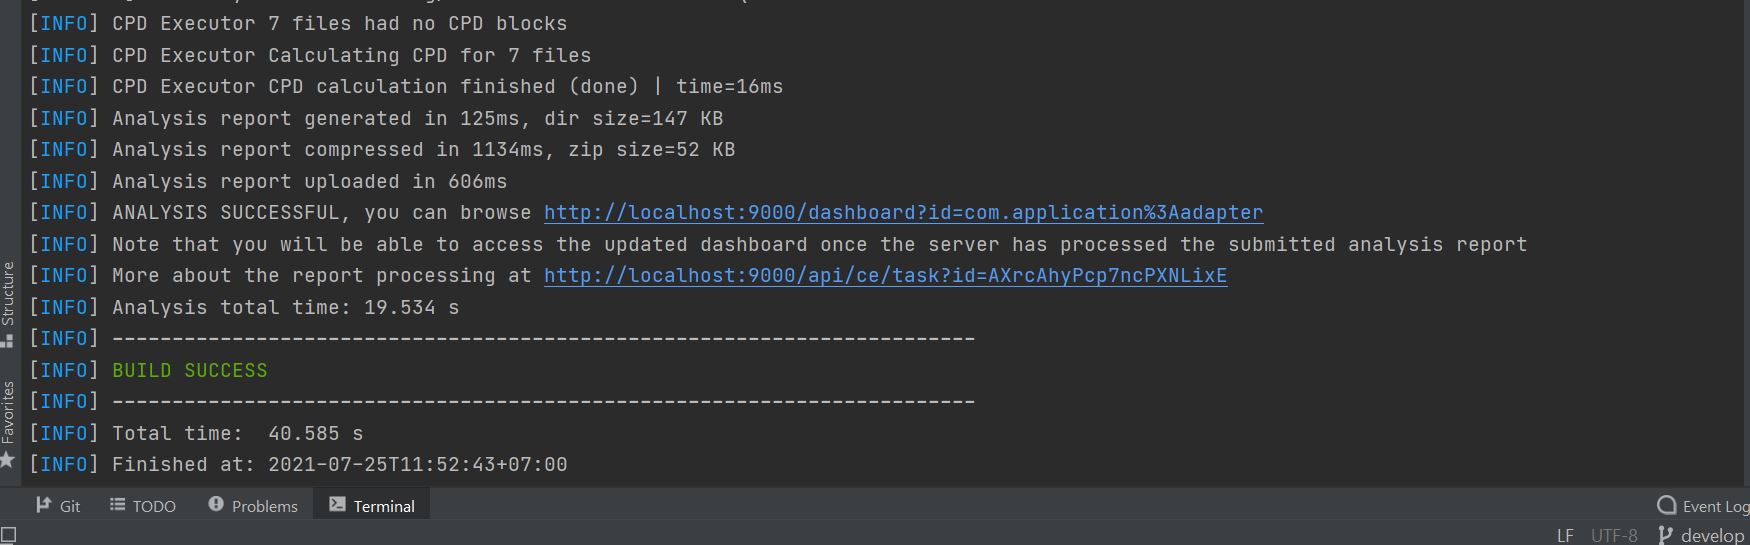 [INFO] CPD Executor 7 files had no CPD blocks
[INFO] CPD Executor Calculating CPD for 7 files
[INFO] CPD Executor CPD calculation finished (done) | time=16ms
[INFO] Analysis report generated in 125ms, dir size=147 KB
[INFO] Analysis report compressed in 1134ms, zip size=52 KB
[INFO] Analysis report uploaded in 606ms
[INFO] ANALYSIS SUCCESSFUL, you can browse http://localhost:9000/dashboard?id=com.application%3Aadapter
[INFO] Note that you will be able to access the updated dashboard once the server has processed the submitted analysis report
[INFO] More about the report processing at http://localhost:9000/api/ce/task?id=AXrcAhyPcp7ncPXNLixE
[INFO] Analysis total time: 19.534 s
[INFO] ------------------------------------------------------------------------
[INFO] BUILD SUCCESS
[INFO] ------------------------------------------------------------------------
[INFO] Total time:  40.585 s
[INFO] Finished at: 2021-07-25T11:52:43+07:00
Structure
Favorites
Git TODO Problems Terminal Event Log
LF UTF-8 develop